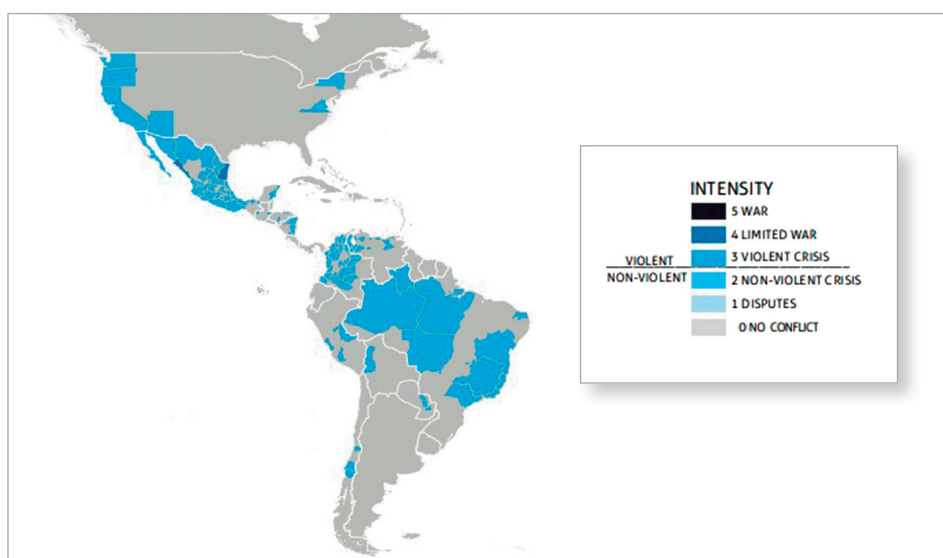 INTENSITY
5 WAR
4 LIMITED WAR
VIOLENT
3 VIOLENT CRISIS
NON-VIOLENT
2 NON-VIOLENT CRISIS
1 DISPUTES
0 NO CONFLICT